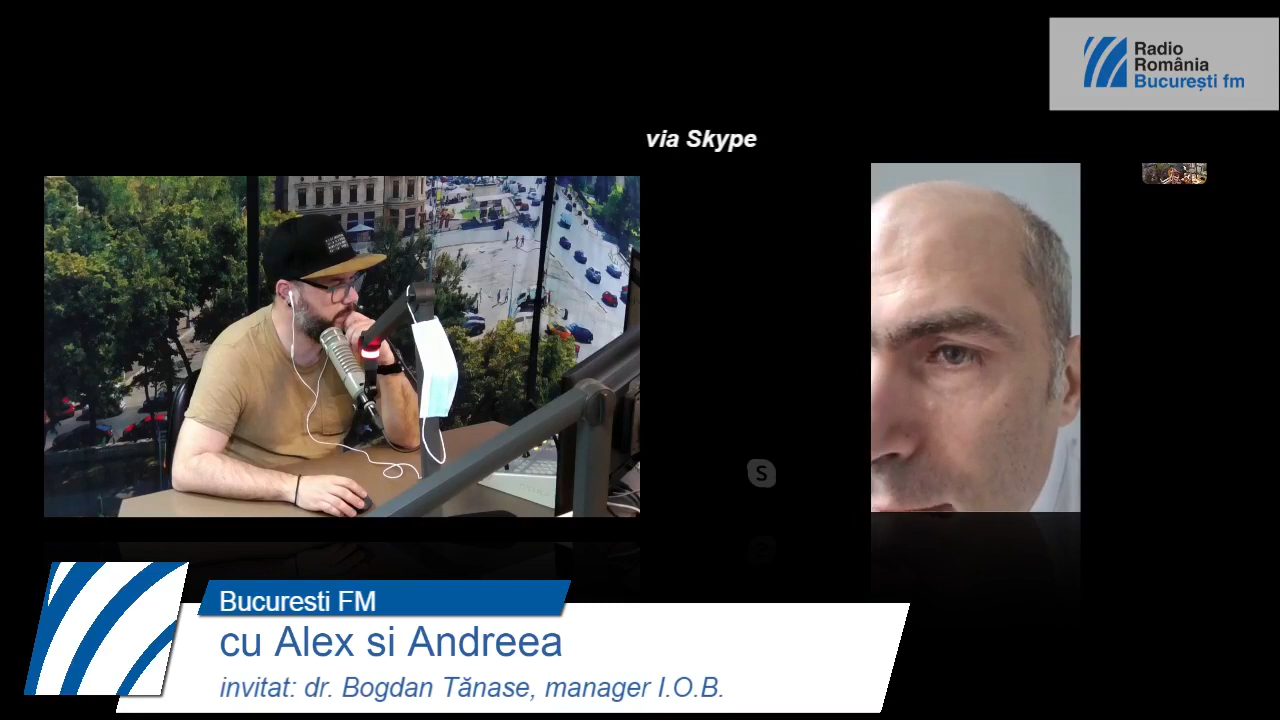 Radio
România
București fm
via Skype
S
Bucuresti FM
cu Alex si Andreea
invitat: dr. Bogdan Tănase, manager I.O.B.